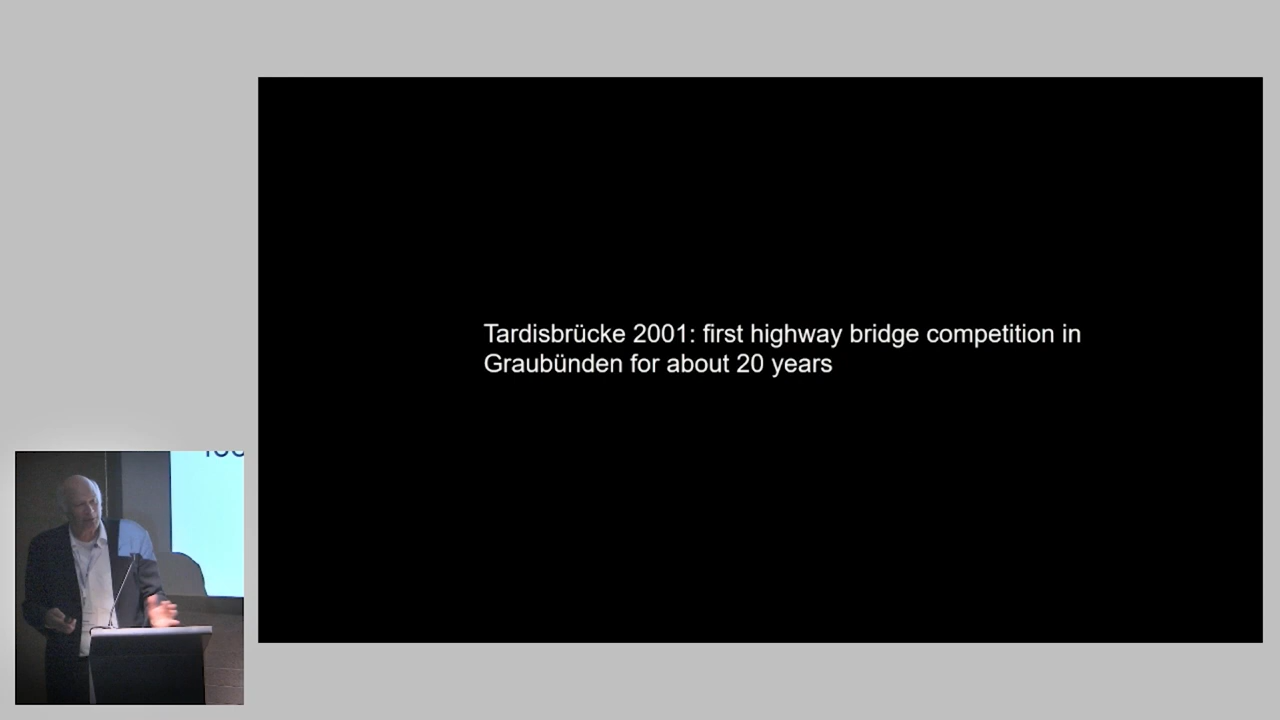 Tardisbrücke 2001: first highway bridge competition in
Graubünden for about 20 years